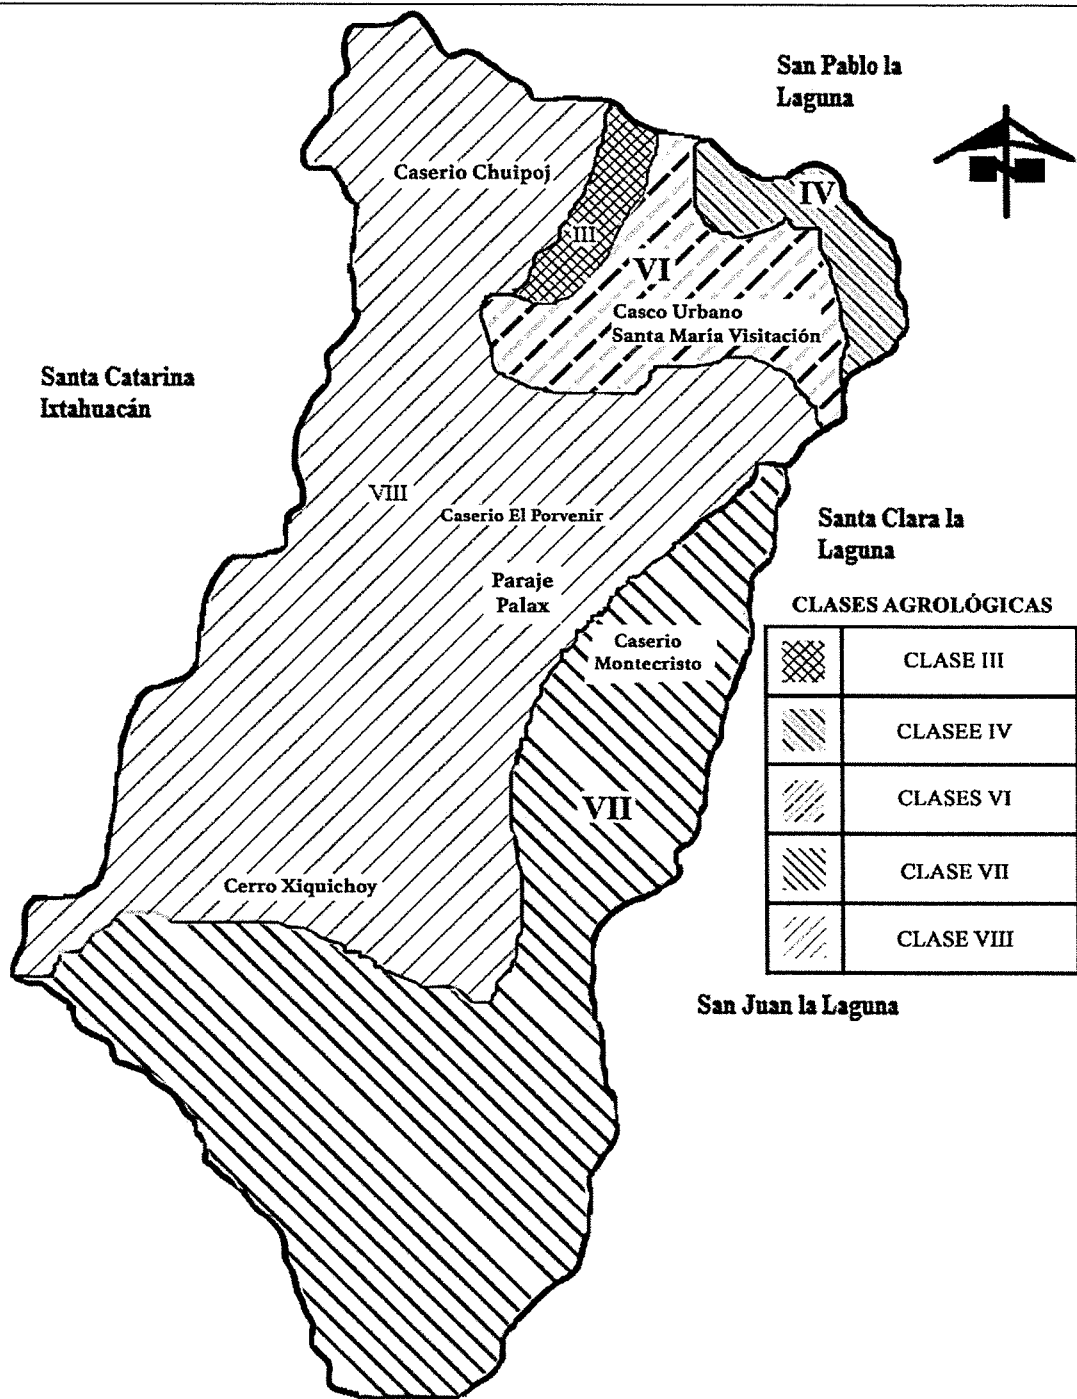 San Pablo la
Laguna
Caserio Chuipoj
IV
III
VI
Casco Urbano
Santa María Visitación
Santa Catarina
Ixtahuacán
VIII
Caserio El Porvenir
Santa Clara la
Laguna
Paraje
Palax
CLASES AGROLÓGICAS
Caserio
Montecristo
CLASE III
CLASEE IV
CLASES VI
VII
CLASE VII
Cerro Xiquichoy
CLASE VIII
San Juan la Laguna